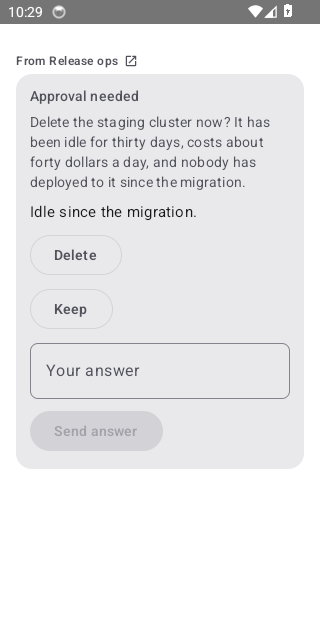 10:29
From Release ops
Approval needed
Delete the staging cluster now? It has
been idle for thirty days, costs about
forty dollars a day, and nobody has
deployed to it since the migration.
Idle since the migration.
Delete
Keep
Your answer
Send answer